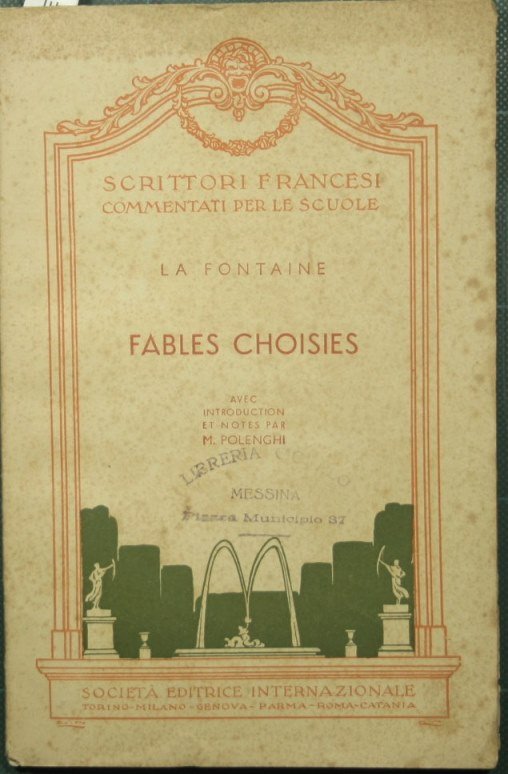 SCRITTORI FRANCESI
COMMENTATI PER LE SCUOLE
LA FONTAINE
FABLES CHOISIES
AVEC
INTRODUCTION
ET NOTES PAR
M. POLENGHI
LIBRERIA
MESSINA
Piazza Municipio 37
SOCIETÀ EDITRICE INTERNAZIONALE
TORINO-MILANO-GENOVA-PARMA-ROMA-CATANIA